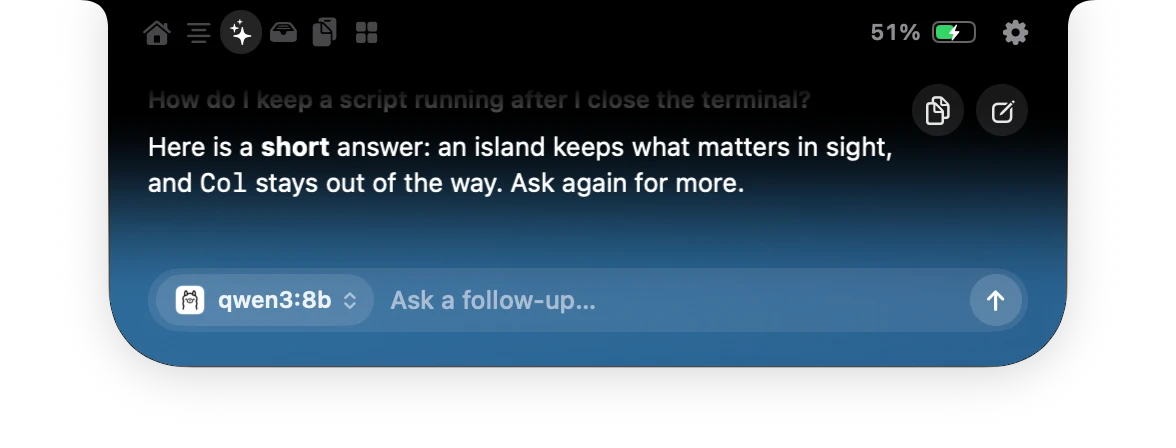 51%
How do I keep a script running after I close the terminal?
Here is a short answer: an island keeps what matters in sight,
and Col stays out of the way. Ask again for more.
qwen3:8b Ask a follow-up...